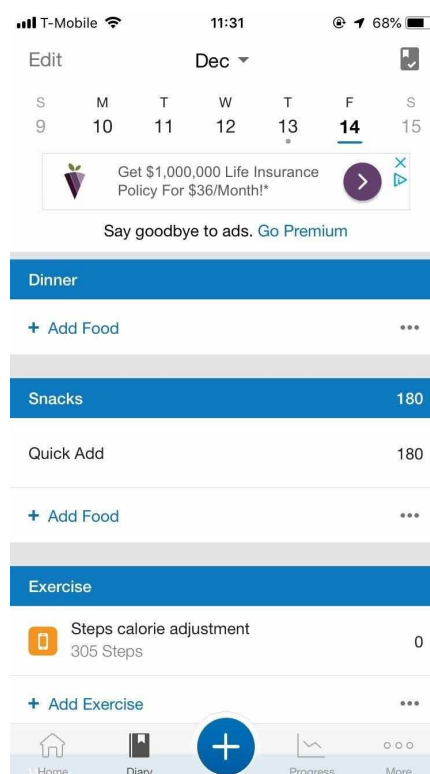 T-Mobile 11:31 68%
Edit Dec
S M T W T F S
9 10 11 12 13 14 15
Get $1,000,000 Life Insurance
Policy For $36/Month!*
Say goodbye to ads. Go Premium
Dinner
+ Add Food
Snacks 180
Quick Add 180
+ Add Food
Exercise
Steps calorie adjustment 0
305 Steps
+ Add Exercise
Home Diary Progress More